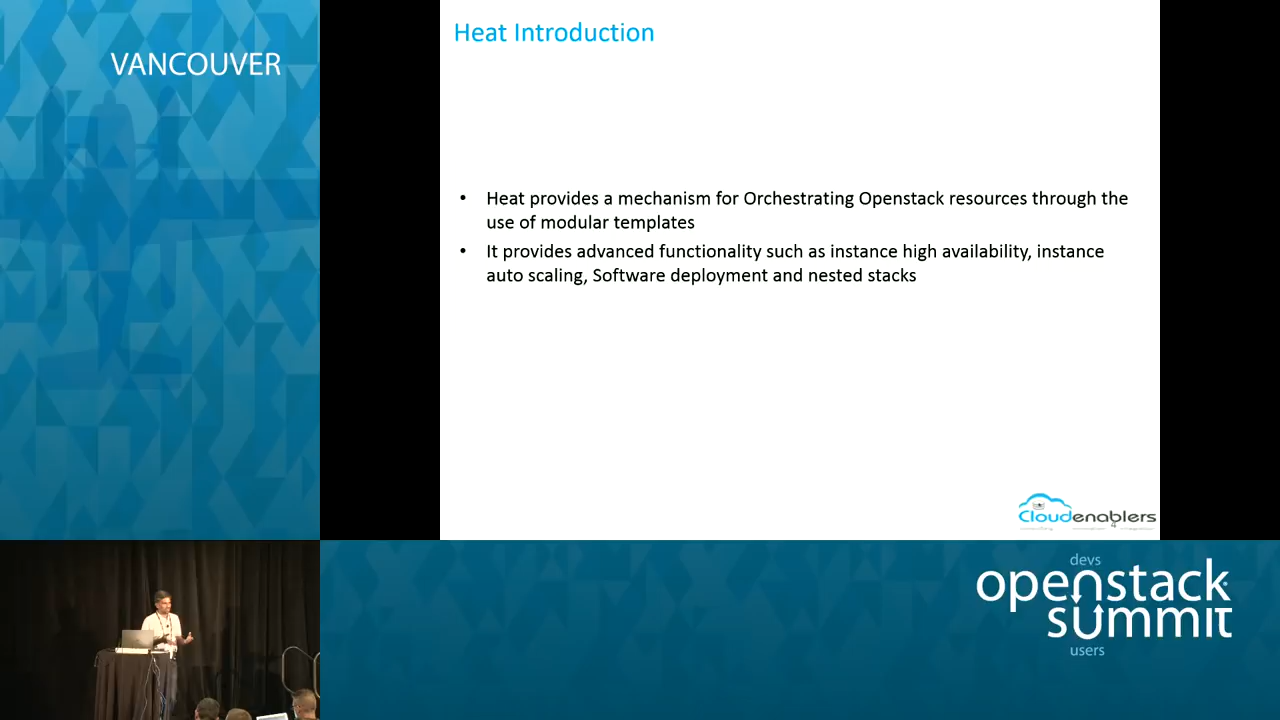 VANCOUVER
Heat Introduction
• Heat provides a mechanism for Orchestrating Openstack resources through the
use of modular templates
• It provides advanced functionality such as instance high availability, instance
auto scaling, Software deployment and nested stacks
Cloudenablers
4
devs
openstack
summit
users